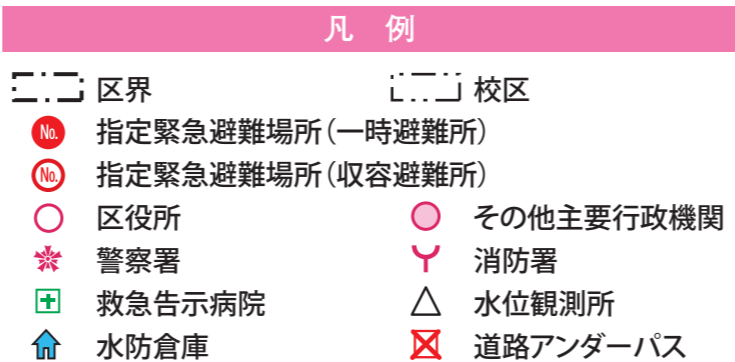 凡 例
区界 校区
No. 指定緊急避難場所（一時避難所）
No. 指定緊急避難場所（収容避難所）
区役所 その他主要行政機関
警察署 消防署
救急告示病院 水位観測所
水防倉庫 道路アンダーパス